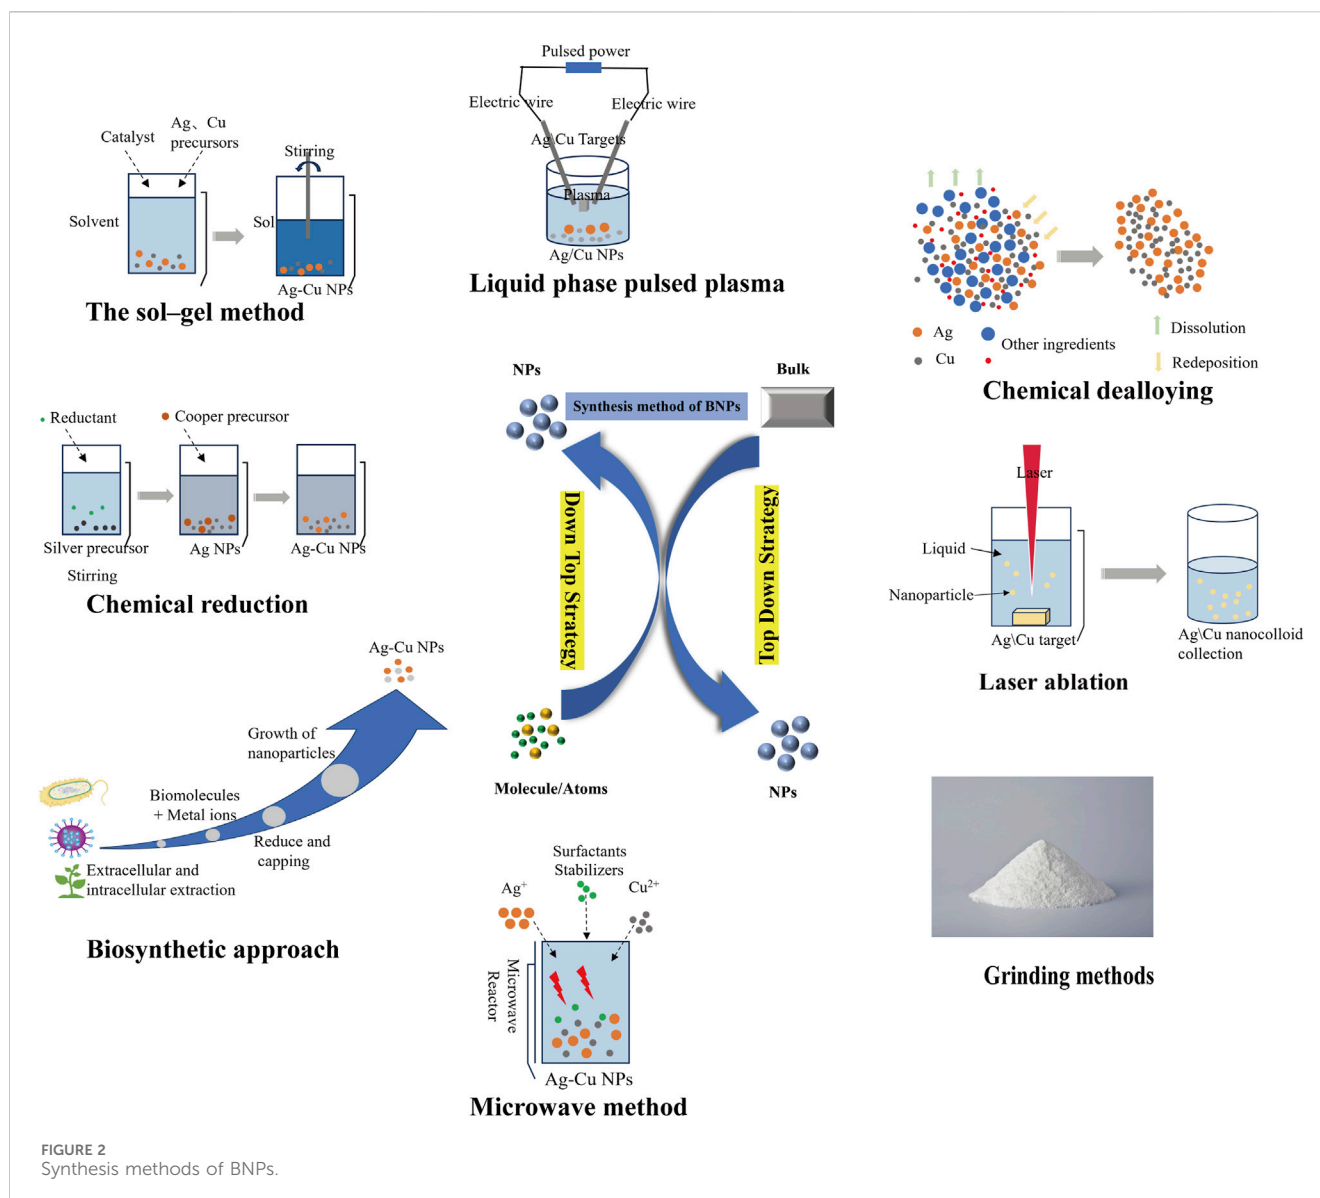 Pulsed power
Electric wire
Electric wire
Ag\Cu Targets
Plasma
Ag/Cu NPs
Liquid phase pulsed plasma
Catalyst
Ag、Cu
precursors
Solvent
Stirring
Sol
Ag-Cu NPs
The sol–gel method
Ag
Cu
Other ingredients
Dissolution
Redeposition
Chemical dealloying
NPs
Synthesis method of BNPs
Bulk
Down Top Strategy
Top Down Strategy
Molecule/Atoms
NPs
Reductant
Cooper precursor
Silver precursor
Stirring
Ag NPs
Ag-Cu NPs
Chemical reduction
Laser
Liquid
Nanoparticle
Ag\Cu target
Ag\Cu nanocolloid
collection
Laser ablation
Ag-Cu NPs
Growth of
nanoparticles
Biomolecules
+ Metal ions
Reduce and
capping
Extracellular and
intracellular extraction
Biosynthetic approach
Surfactants
Stabilizers
Ag⁺
Cu²⁺
Microwave
Reactor
Ag-Cu NPs
Microwave method
Grinding methods
FIGURE 2
Synthesis methods of BNPs.